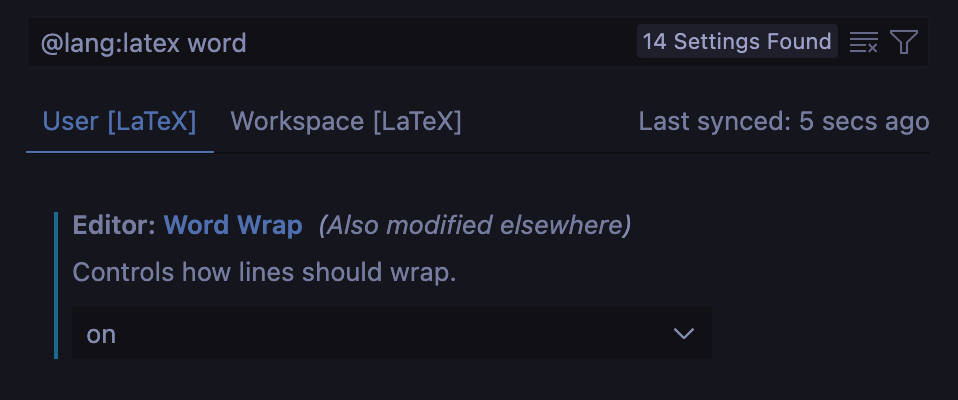 @lang:latex word
14 Settings Found
User [LaTeX] Workspace [LaTeX] Last synced: 5 secs ago
Editor: Word Wrap (Also modified elsewhere)
Controls how lines should wrap.
on